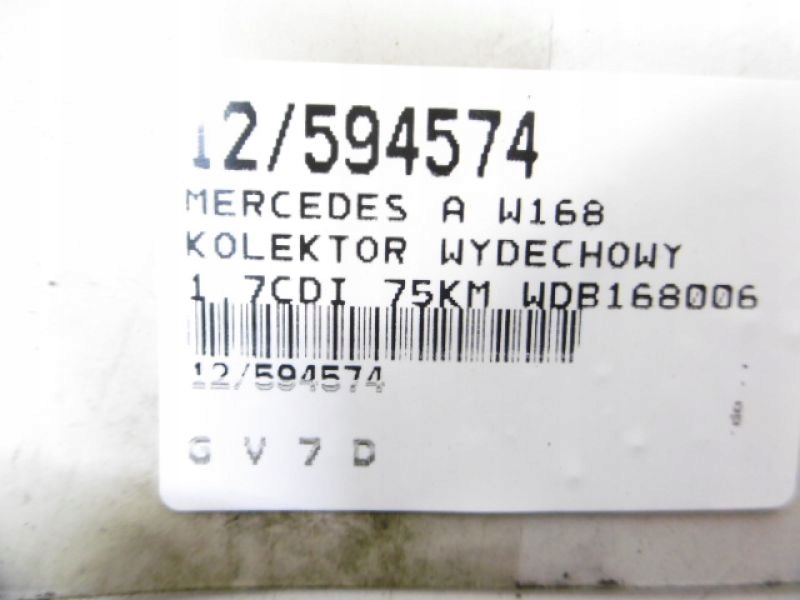 12/594574
MERCEDES A W168
KOLEKTOR WYDECHOWY
1.7CDI 75KM WDB168006
12/594574
G V 7 D